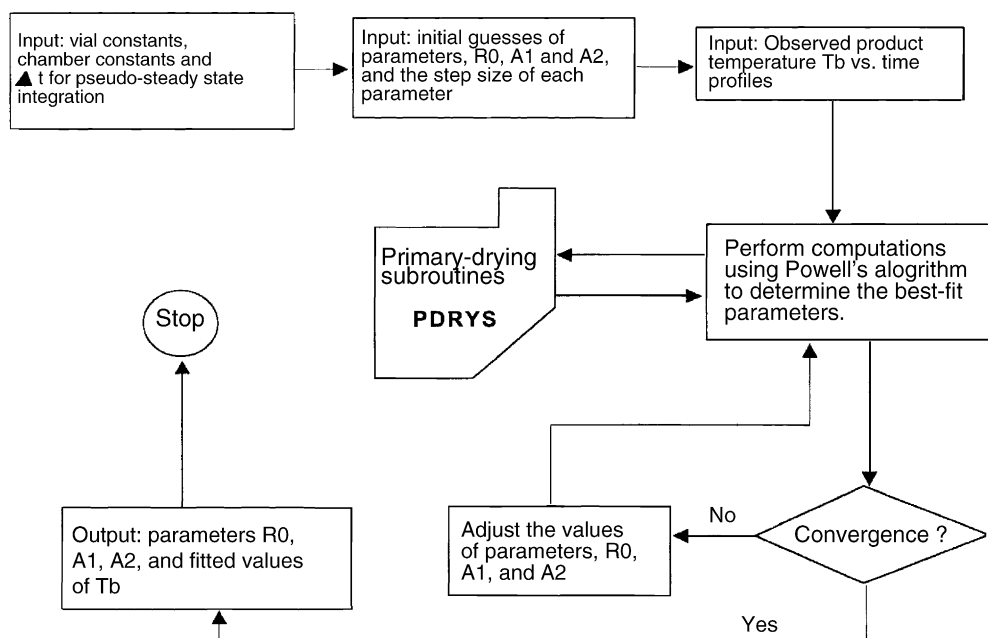 Input: vial constants,
chamber constants and
▲ t for pseudo-steady state
integration
Input: initial guesses of
parameters, R0, A1 and A2,
and the step size of each
parameter
Input: Observed product
temperature Tb vs. time
profiles
Primary-drying
subroutines
PDRYS
Perform computations
using Powell's alogrithm
to determine the best-fit
parameters.
Stop
Output: parameters R0,
A1, A2, and fitted values
of Tb
Adjust the values
of parameters, R0,
A1, and A2
No
Convergence ?
Yes